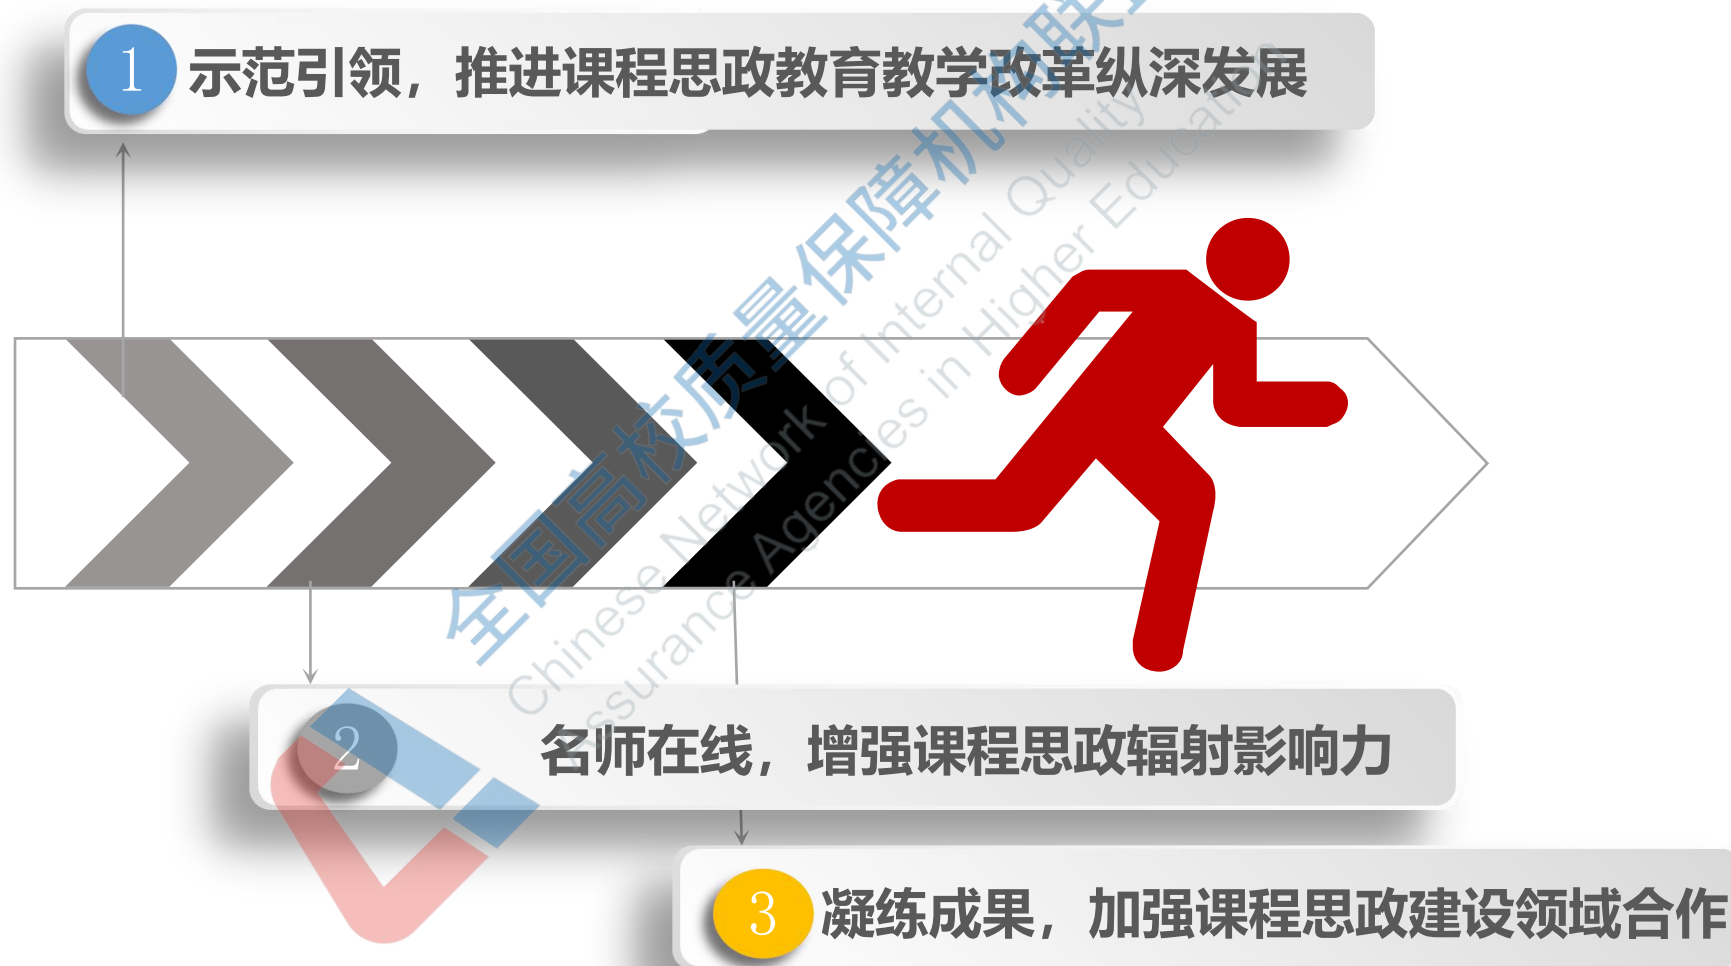 1 示范引领，推进课程思政教育教学改革纵深发展
2 名师在线，增强课程思政辐射影响力
3 凝练成果，加强课程思政建设领域合作
全国高校质量保障机构联
Chinese Network of Internal Quality
Assurance Agencies in Higher Education